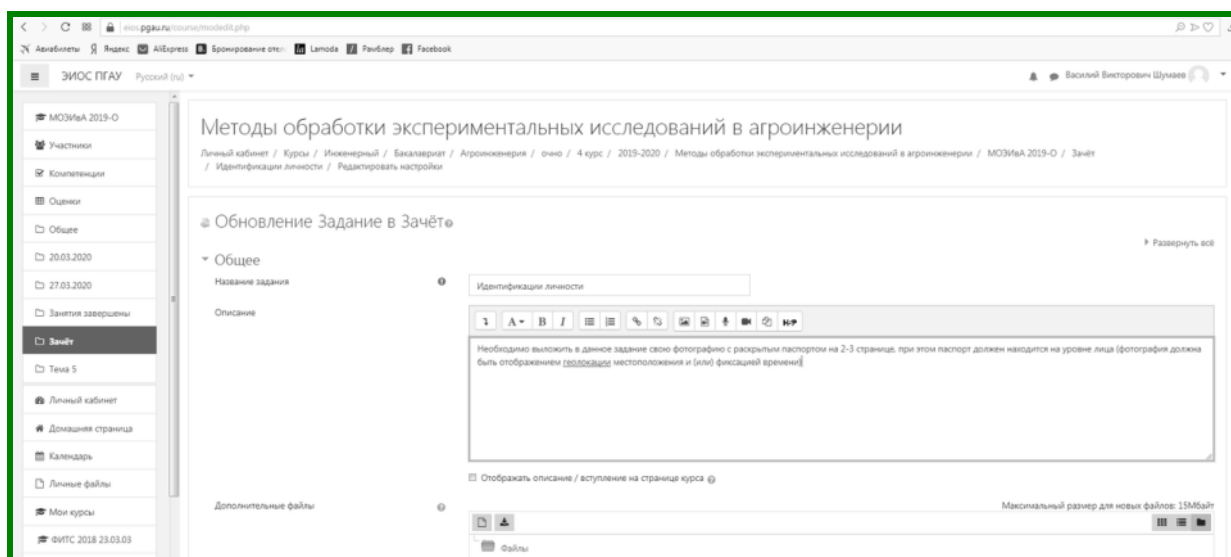 eios.pgau.ru/course/modedit.php
Авиабилеты Яндекс AliExpress Бронирование отел Lamoda Рамблер Facebook
ЭИОС ПГАУ Русский (ru) Василий Викторович Шумаев
МОЭИвА 2019-О
Участники
Компетенции
Оценки
Общее
20.03.2020
27.03.2020
Занятия завершены
Зачёт
Тема 5
Личный кабинет
Домашняя страница
Календарь
Личные файлы
Мои курсы
ФИТС 2018 23.03.03
Методы обработки экспериментальных исследований в агроинженерии
Личный кабинет / Курсы / Инженерный / Бакалавриат / Агроинженерия / очно / 4 курс / 2019-2020 / Методы обработки экспериментальных исследований в агроинженерии / МОЭИвА 2019-О / Зачёт
/ Идентификации личности / Редактировать настройки
Обновление Задание в Зачёт
Развернуть всё
Общее
Название задания Идентификации личности
Описание
A B I H-P
Необходимо выложить в данное задание свою фотографию с раскрытым паспортом на 2-3 странице, при этом паспорт должен находится на уровне лица (фотография должна
быть отображением геолокации местоположения и (или) фиксацией времени)
Отображать описание / вступление на странице курса
Дополнительные файлы Максимальный размер для новых файлов: 15Мбайт
Файлы